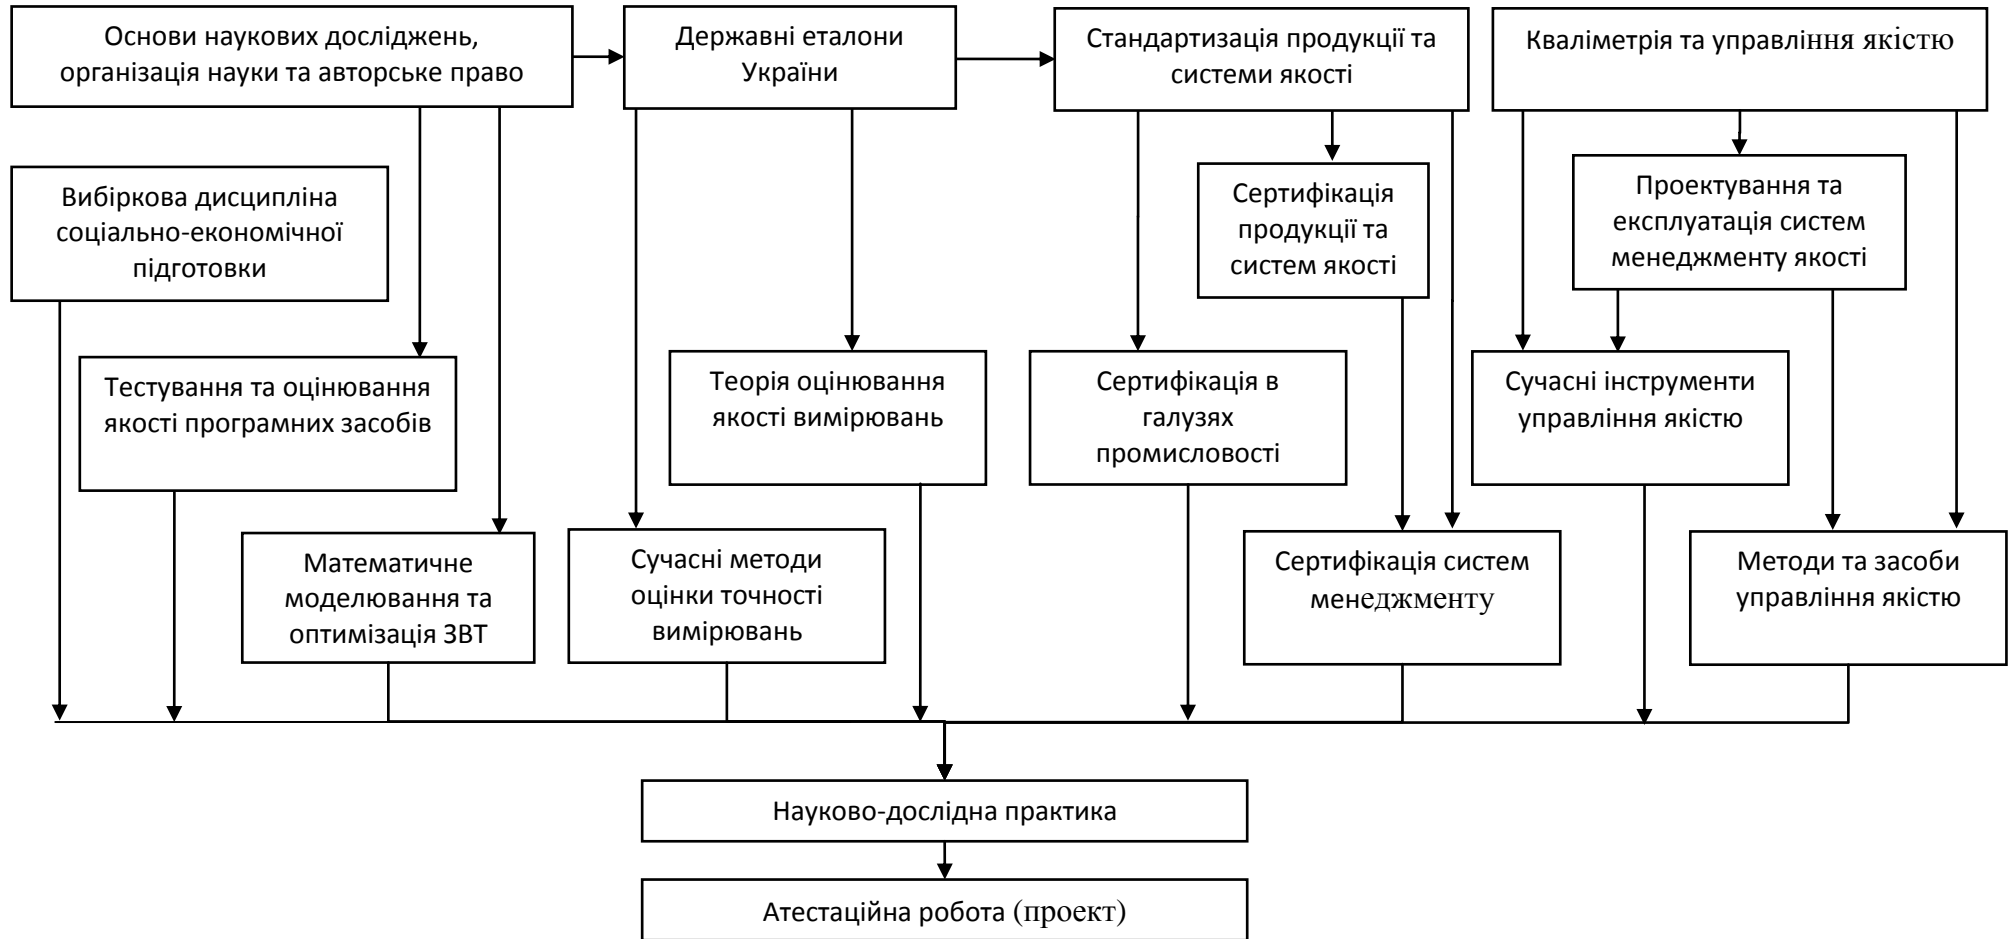 Основи наукових досліджень,
організація науки та авторське право
Державні еталони
України
Стандартизація продукції та
системи якості
Кваліметрія та управління якістю
Вибіркова дисципліна
соціально-економічної
підготовки
Сертифікація
продукції та
систем якості
Проектування та
експлуатація систем
менеджменту якості
Тестування та оцінювання
якості програмних засобів
Теорія оцінювання
якості вимірювань
Сертифікація в
галузях
промисловості
Сучасні інструменти
управління якістю
Математичне
моделювання та
оптимізація ЗВТ
Сучасні методи
оцінки точності
вимірювань
Сертифікація систем
менеджменту
Методи та засоби
управління якістю
Науково-дослідна практика
Атестаційна робота (проект)